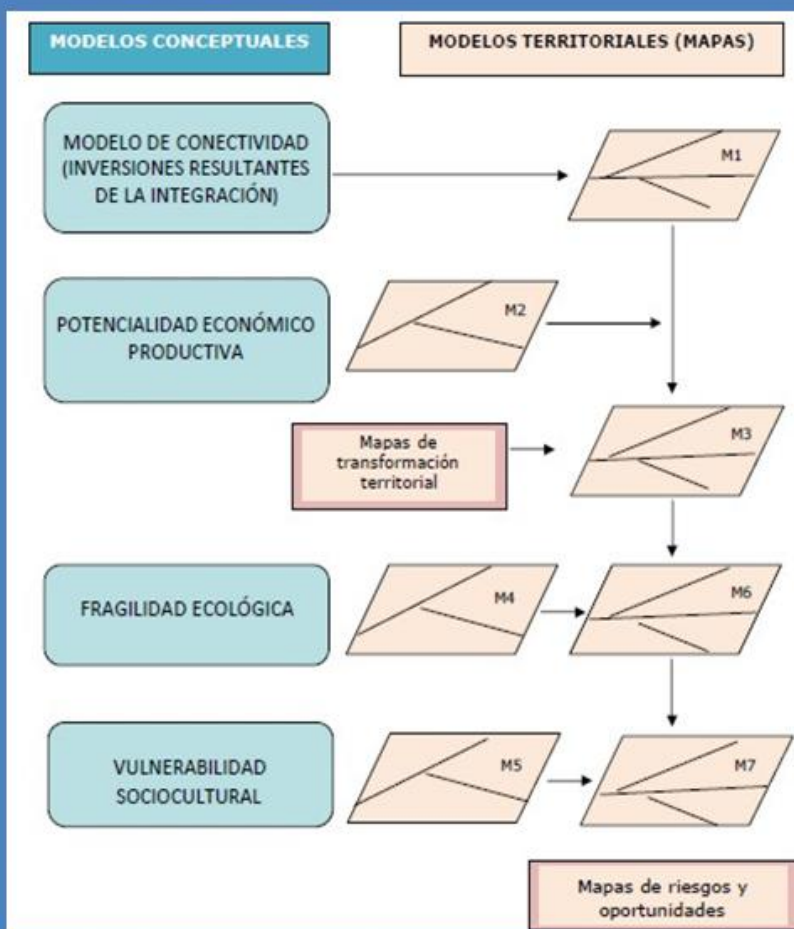 MODELOS CONCEPTUALES
MODELOS TERRITORIALES (MAPAS)
MODELO DE CONECTIVIDAD
(INVERSIONES RESULTANTES
DE LA INTEGRACIÓN)
M1
POTENCIALIDAD ECONÓMICO
PRODUCTIVA
M2
Mapas de
transformación
territorial
M3
FRAGILIDAD ECOLÓGICA
M4
M6
VULNERABILIDAD
SOCIOCULTURAL
M5
M7
Mapas de riesgos y
oportunidades